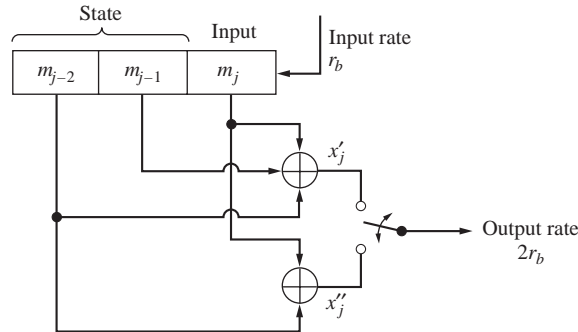 State
Input
Input rate
r_b
m_{j-2}
m_{j-1}
m_j
x'_j
Output rate
2r_b
x''_j